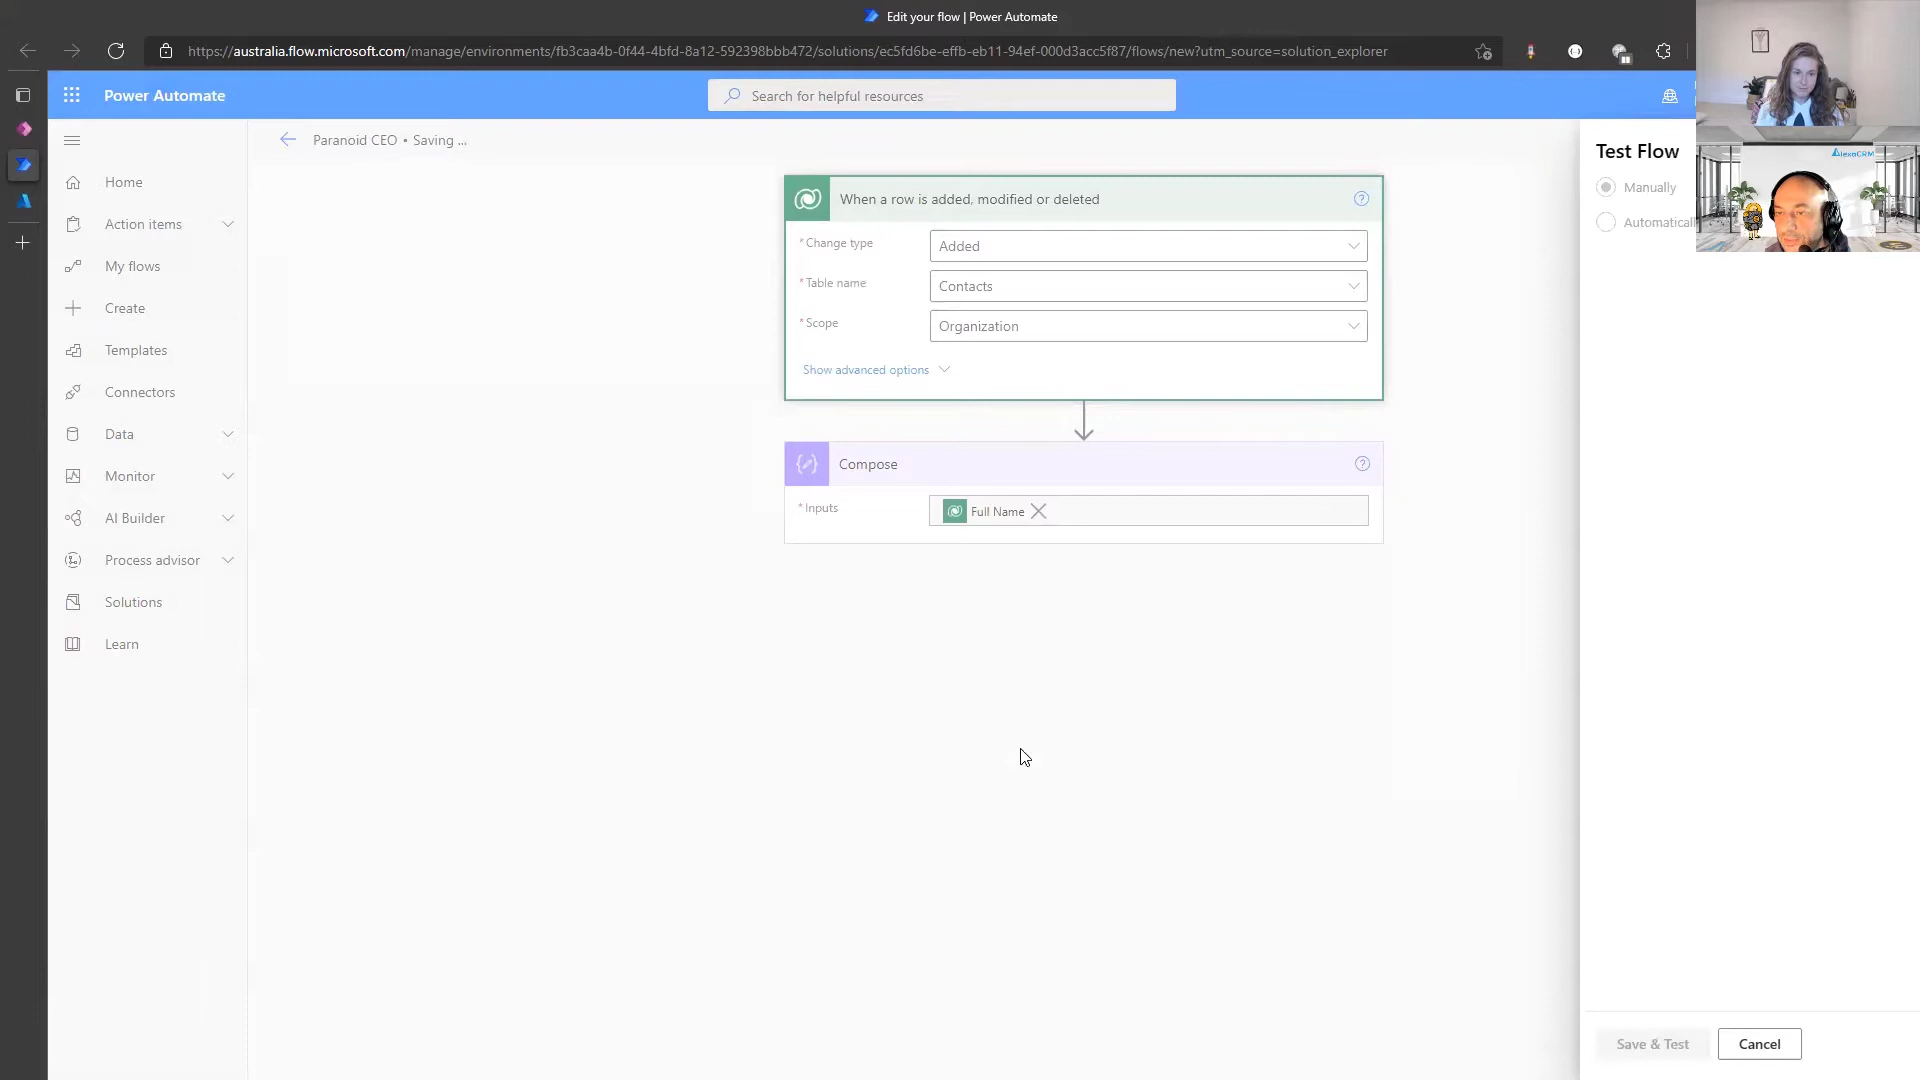 Edit your flow | Power Automate
https://australia.flow.microsoft.com/manage/environments/fb3caa4b-0f44-4bfd-8a12-592398bbb472/solutions/ec5fd6be-effb-eb11-94ef-000d3acc5f87/flows/new?utm_source=solution_explorer
Power Automate
Search for helpful resources
Paranoid CEO • Saving ...
Home
Action items
My flows
Create
Templates
Connectors
Data
Monitor
AI Builder
Process advisor
Solutions
Learn
When a row is added, modified or deleted
* Change type
Added
* Table name
Contacts
* Scope
Organization
Show advanced options
Compose
* Inputs
Full Name
Test Flow
Manually
Automaticall
AlexaCRM
Save & Test
Cancel